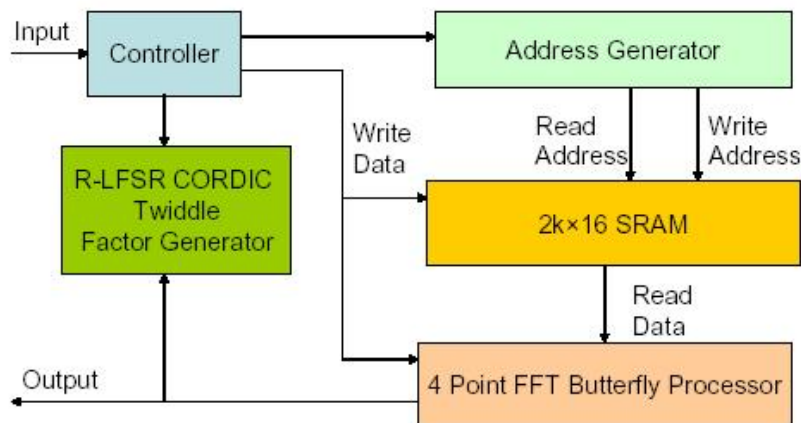 Input
Controller
Address Generator
Write
Data
Read
Address
Write
Address
R-LFSR CORDIC
Twiddle
Factor Generator
2k×16 SRAM
Read
Data
Output
4 Point FFT Butterfly Processor